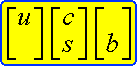 [u ] [c s] [ b]